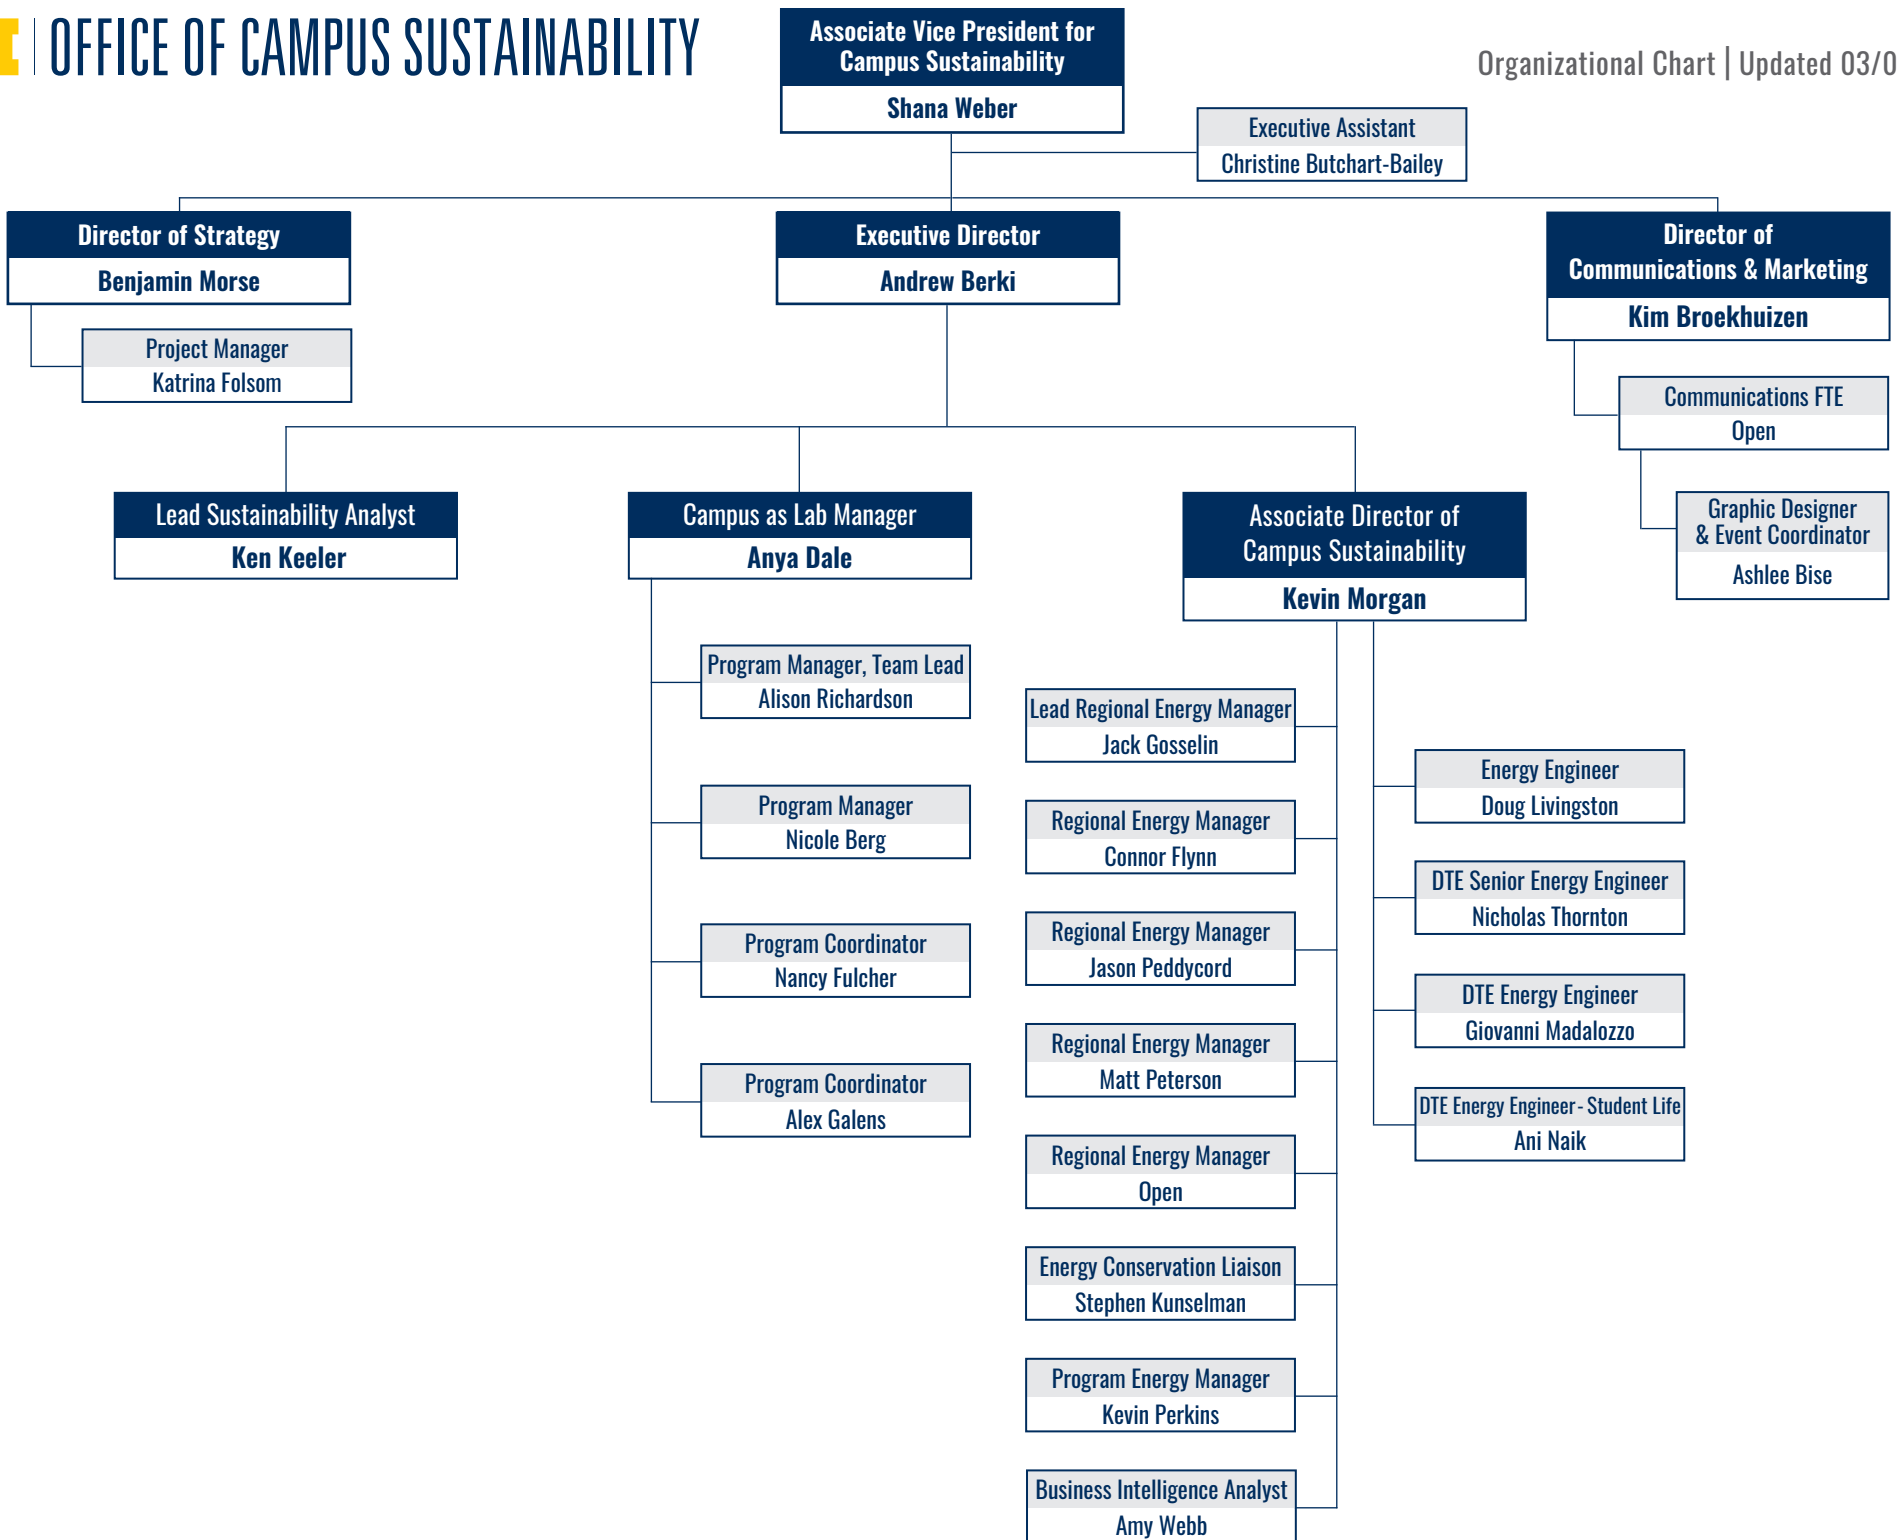 OFFICE OF CAMPUS SUSTAINABILITY
Organizational Chart | Updated 03/0
Associate Vice President for
Campus Sustainability
Shana Weber
Executive Assistant
Christine Butchart-Bailey
Director of Strategy
Benjamin Morse
Project Manager
Katrina Folsom
Executive Director
Andrew Berki
Director of
Communications & Marketing
Kim Broekhuizen
Communications FTE
Open
Graphic Designer
& Event Coordinator
Ashlee Bise
Lead Sustainability Analyst
Ken Keeler
Campus as Lab Manager
Anya Dale
Program Manager, Team Lead
Alison Richardson
Program Manager
Nicole Berg
Program Coordinator
Nancy Fulcher
Program Coordinator
Alex Galens
Associate Director of
Campus Sustainability
Kevin Morgan
Lead Regional Energy Manager
Jack Gosselin
Regional Energy Manager
Connor Flynn
Regional Energy Manager
Jason Peddycord
Regional Energy Manager
Matt Peterson
Regional Energy Manager
Open
Energy Conservation Liaison
Stephen Kunselman
Program Energy Manager
Kevin Perkins
Business Intelligence Analyst
Amy Webb
Energy Engineer
Doug Livingston
DTE Senior Energy Engineer
Nicholas Thornton
DTE Energy Engineer
Giovanni Madalozzo
DTE Energy Engineer - Student Life
Ani Naik